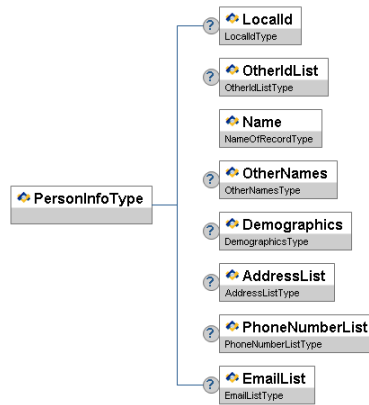 ?
LocalId
LocalIdType
?
OtherIdList
OtherIdListType
Name
NameOfRecordType
?
OtherNames
OtherNamesType
PersonInfoType
?
Demographics
DemographicsType
?
AddressList
AddressListType
?
PhoneNumberList
PhoneNumberListType
?
EmailList
EmailListType